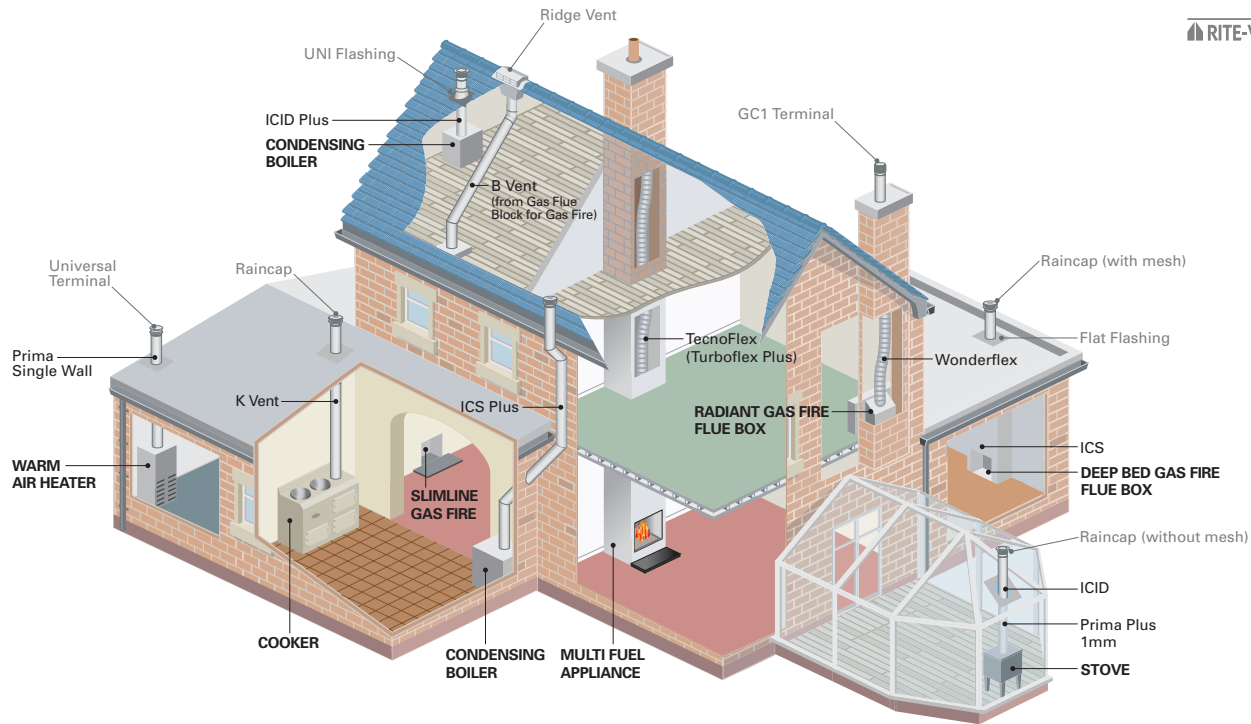 Ridge Vent
UNI Flashing
RITE-V
ICID Plus
CONDENSING
BOILER
GC1 Terminal
B Vent
(from Gas Flue
Block for Gas Fire)
Universal
Terminal
Raincap
Raincap (with mesh)
Prima
Single Wall
TecnoFlex
(Turboflex Plus)
Flat Flashing
Wonderflex
K Vent
ICS Plus
RADIANT GAS FIRE
FLUE BOX
ICS
WARM
AIR HEATER
DEEP BED GAS FIRE
FLUE BOX
SLIMLINE
GAS FIRE
Raincap (without mesh)
ICID
Prima Plus
1mm
COOKER
CONDENSING
BOILER
MULTI FUEL
APPLIANCE
STOVE